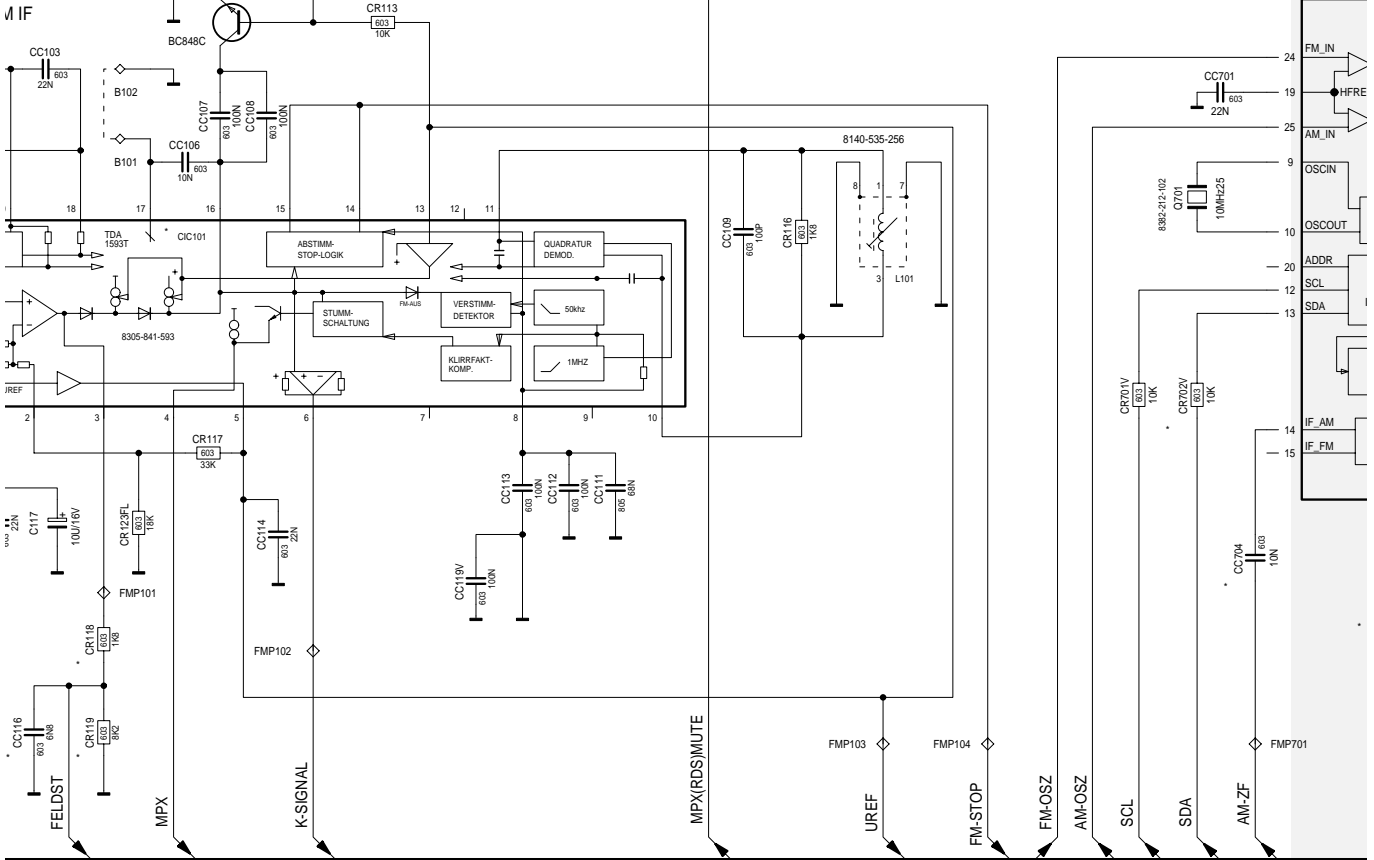 M IF
CR113
603
10K
BC848C
CC103
603
22N
B102
B101
CC107
603
100N
CC108
603
100N
CC106
603
10N
8140-535-256
8
1
7
3
L101
CC109
603
100P
CR116
603
1K8
18
17
16
15
14
13
12
11
TDA
1593T
*
CIC101
ABSTIMM-
STOP-LOGIK
+
QUADRATUR
DEMOD.
+
+
−
8305-841-593
STUMM-
SCHALTUNG
FM-AUS
VERSTIMM-
DETEKTOR
50khz
KLIRRFAKT-
KOMP.
1MHZ
+
+
−
UREF
2
3
4
5
6
7
8
9
10
CR117
603
33K
22N
C117
+
10U/16V
CR123FL
603
18K
CC114
603
22N
CC113
603
100N
CC112
603
100N
CC111
805
68N
CC119V
603
100N
FMP101
CR118
603
1K8
*
FMP102
CC116
603
6N8
*
CR119
603
8K2
*
FMP103
FMP104
FMP701
FELDST
MPX
K-SIGNAL
MPX(RDS)MUTE
UREF
FM-STOP
FM-OSZ
AM-OSZ
SCL
SDA
AM-ZF
CC701
603
22N
24
FM_IN
19
HFRE
25
AM_IN
9
OSCIN
8382-212-102
Q701
10MHz25
10
OSCOUT
20
ADDR
12
SCL
13
SDA
CR701V
603
10K
CR702V
603
10K
*
14
IF_AM
15
IF_FM
CC704
603
10N
*
*